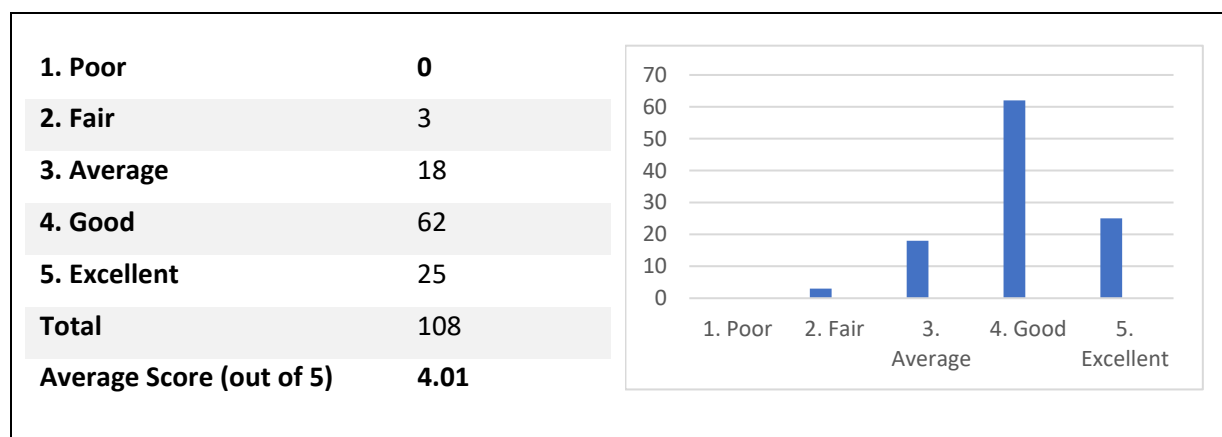 1. Poor 0
2. Fair 3
3. Average 18
4. Good 62
5. Excellent 25
Total 108
Average Score (out of 5) 4.01
70
60
50
40
30
20
10
0
1. Poor 2. Fair 3. 4. Good 5.
Average Excellent